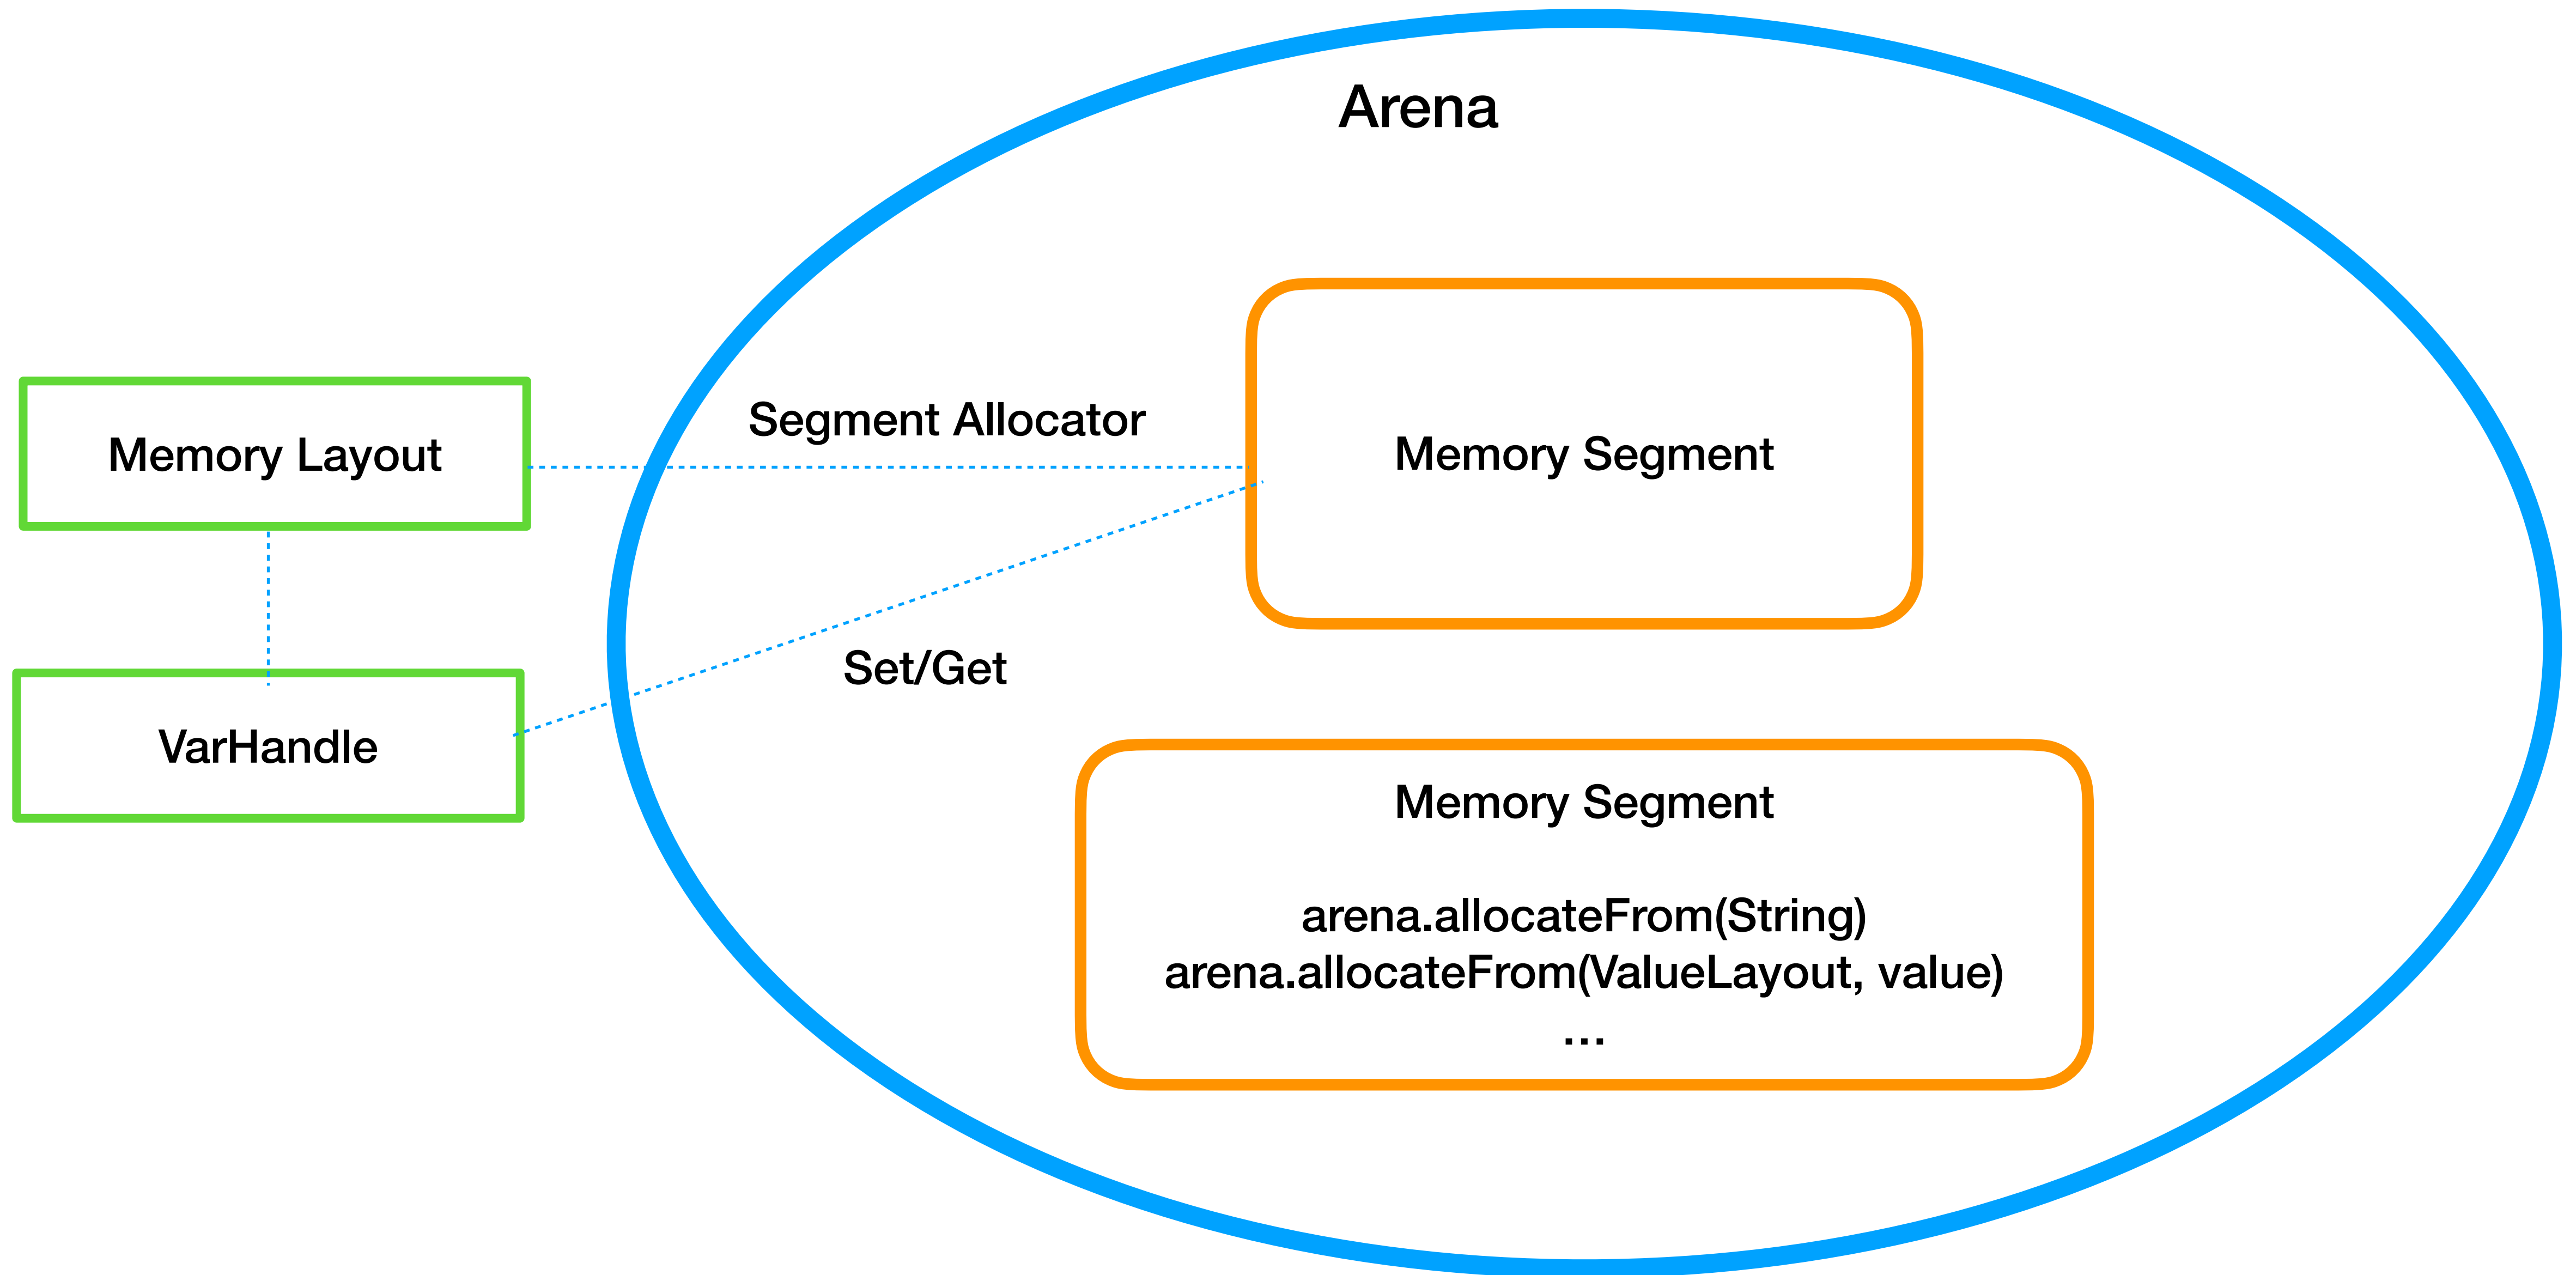 Arena
Segment Allocator
Memory Layout
Memory Segment
Set/Get
VarHandle
Memory Segment
arena.allocateFrom(String)
arena.allocateFrom(ValueLayout, value)
...